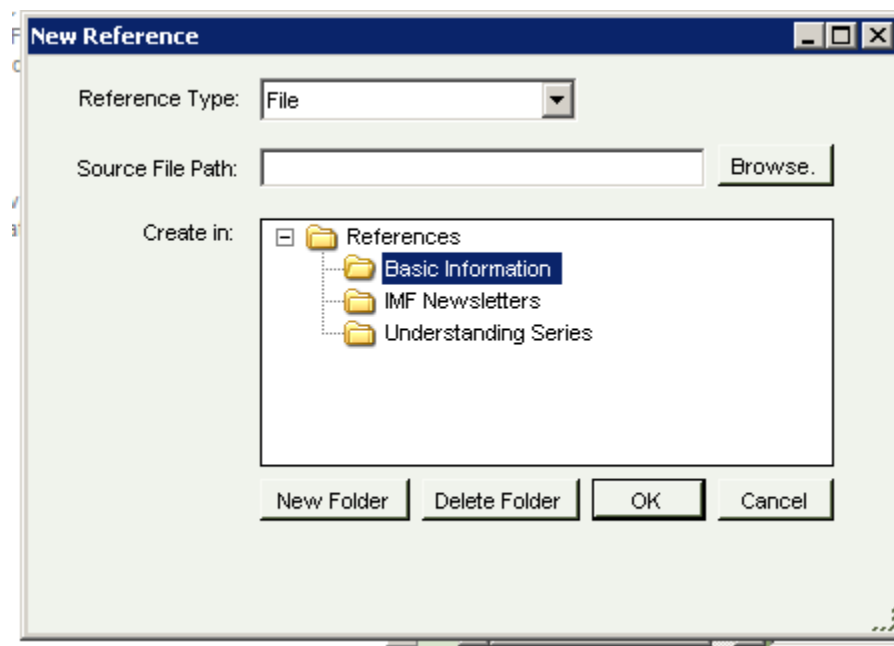 New Reference
Reference Type: File
Source File Path: Browse.
Create in: References
Basic Information
IMF Newsletters
Understanding Series
New Folder Delete Folder OK Cancel